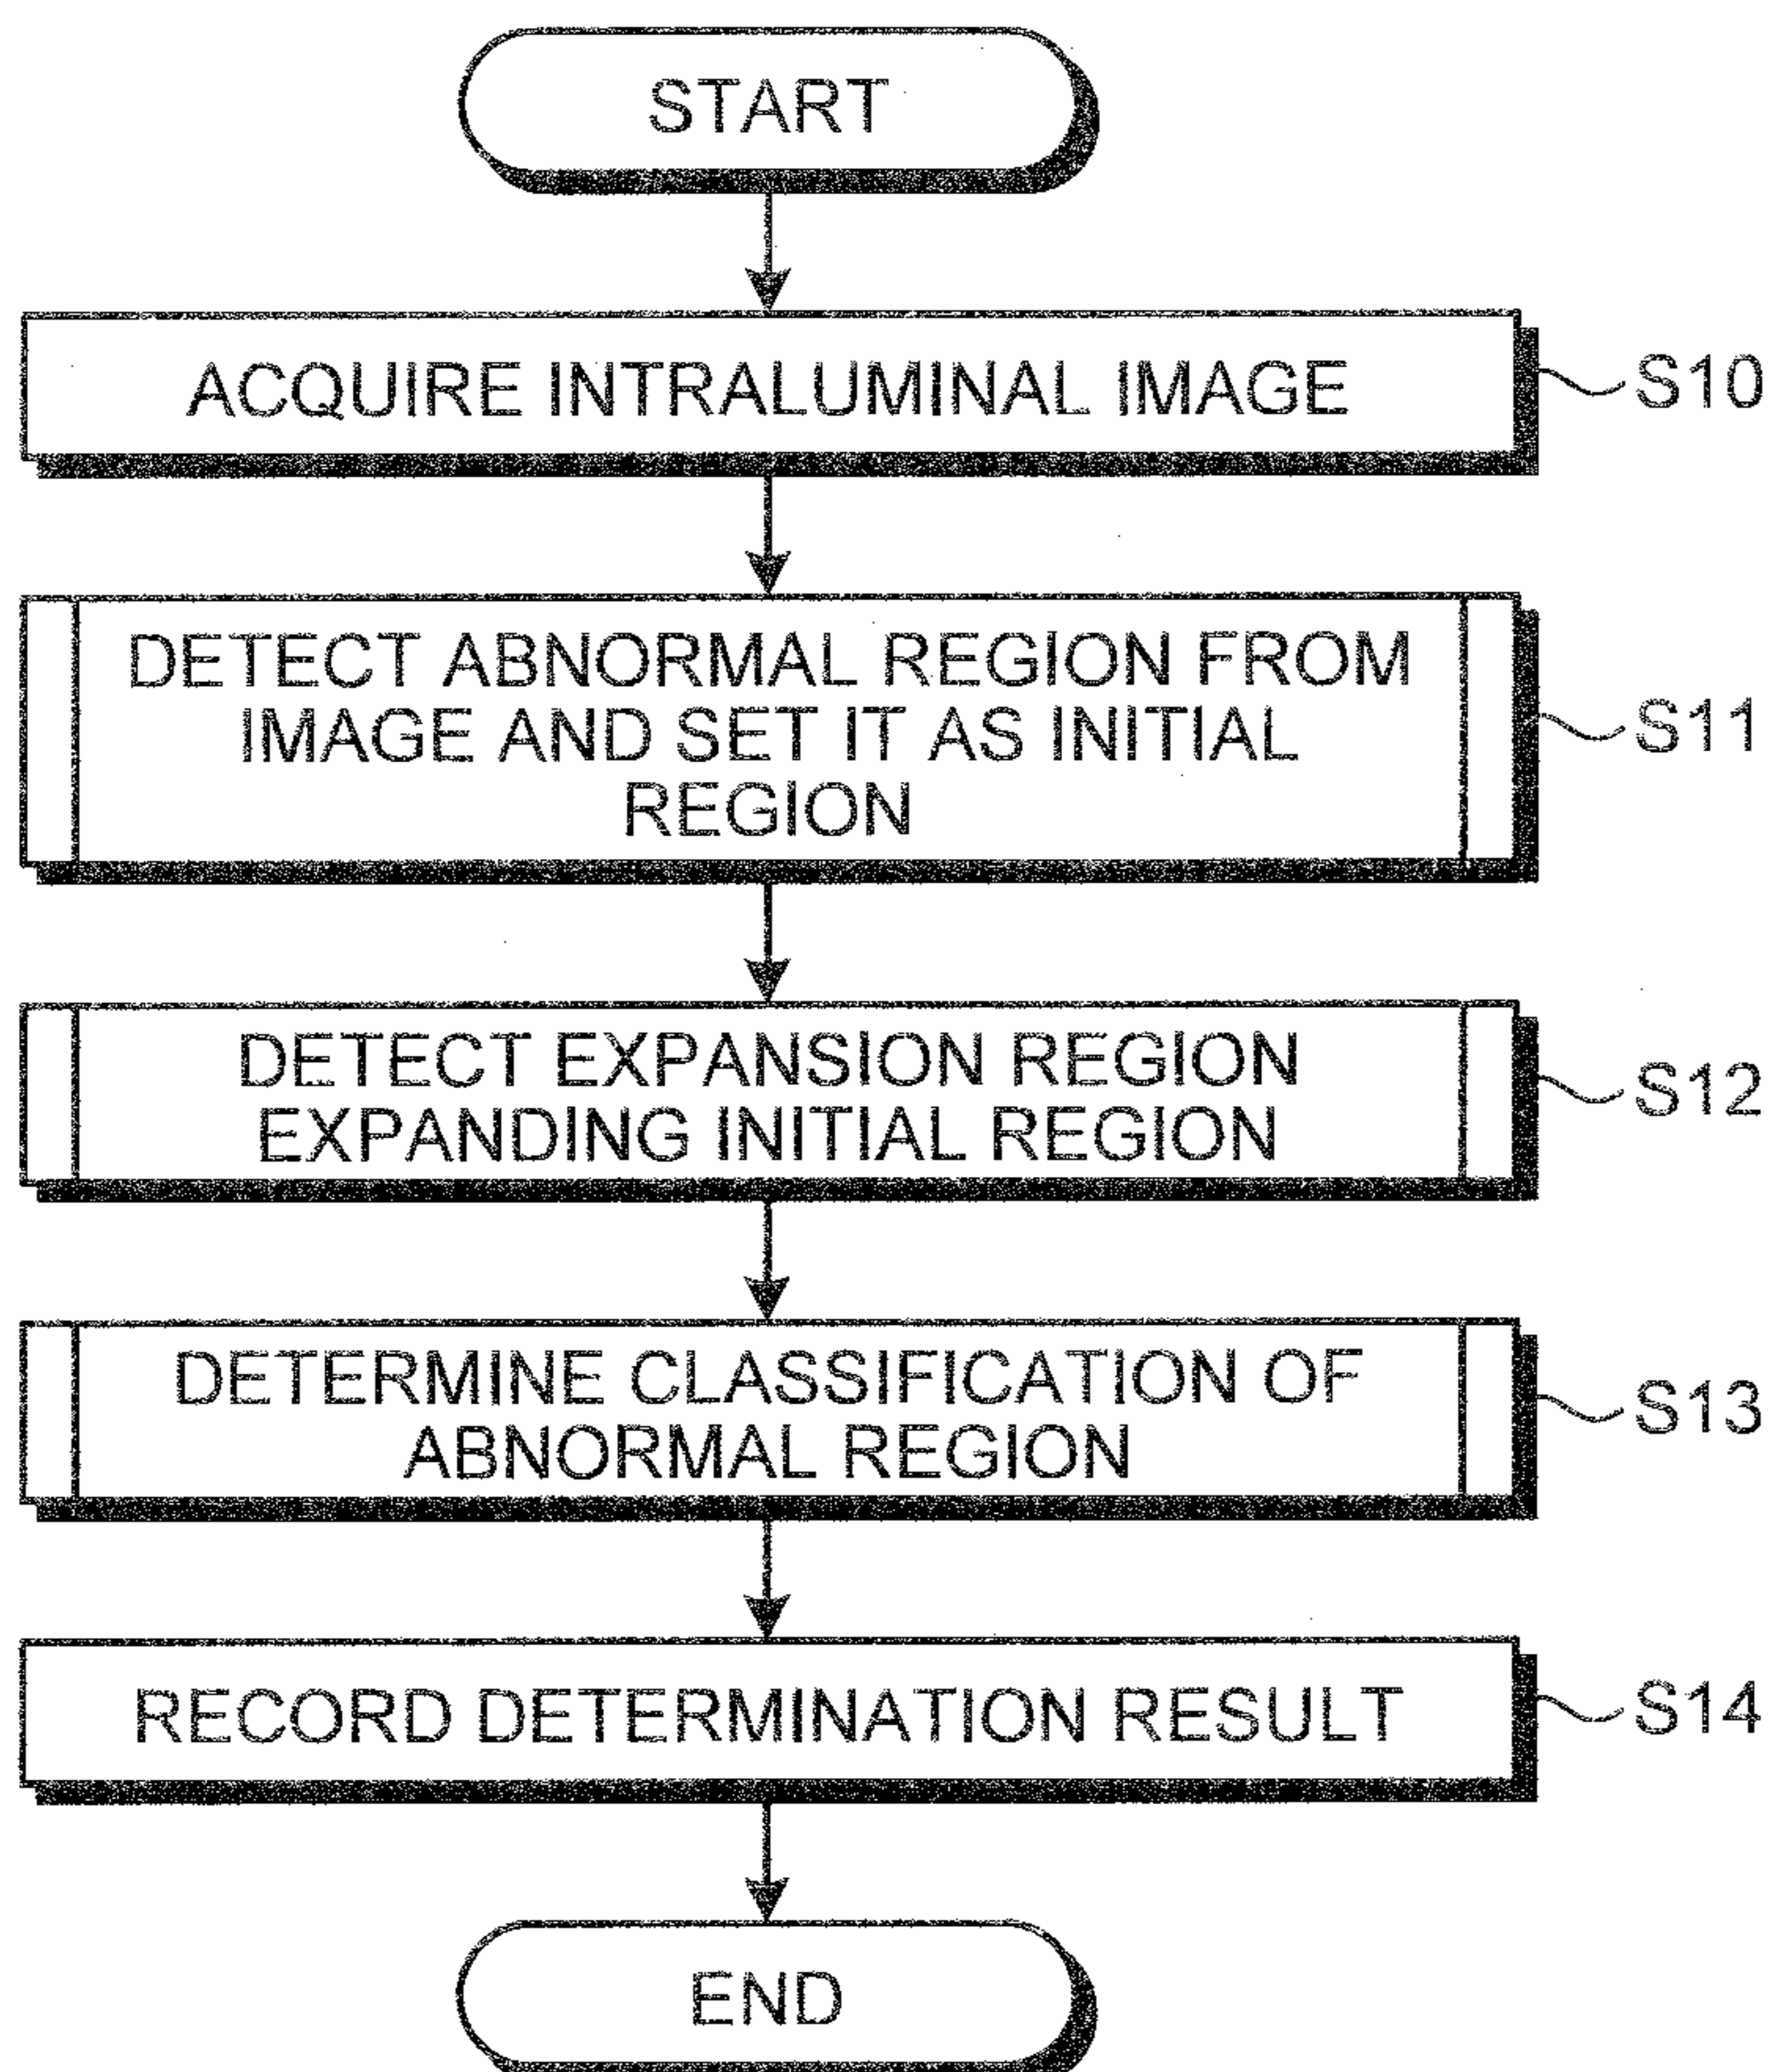 START
ACQUIRE INTRALUMINAL IMAGE
S10
DETECT ABNORMAL REGION FROM
IMAGE AND SET IT AS INITIAL
REGION
S11
DETECT EXPANSION REGION
EXPANDING INITIAL REGION
S12
DETERMINE CLASSIFICATION OF
ABNORMAL REGION
S13
RECORD DETERMINATION RESULT
S14
END